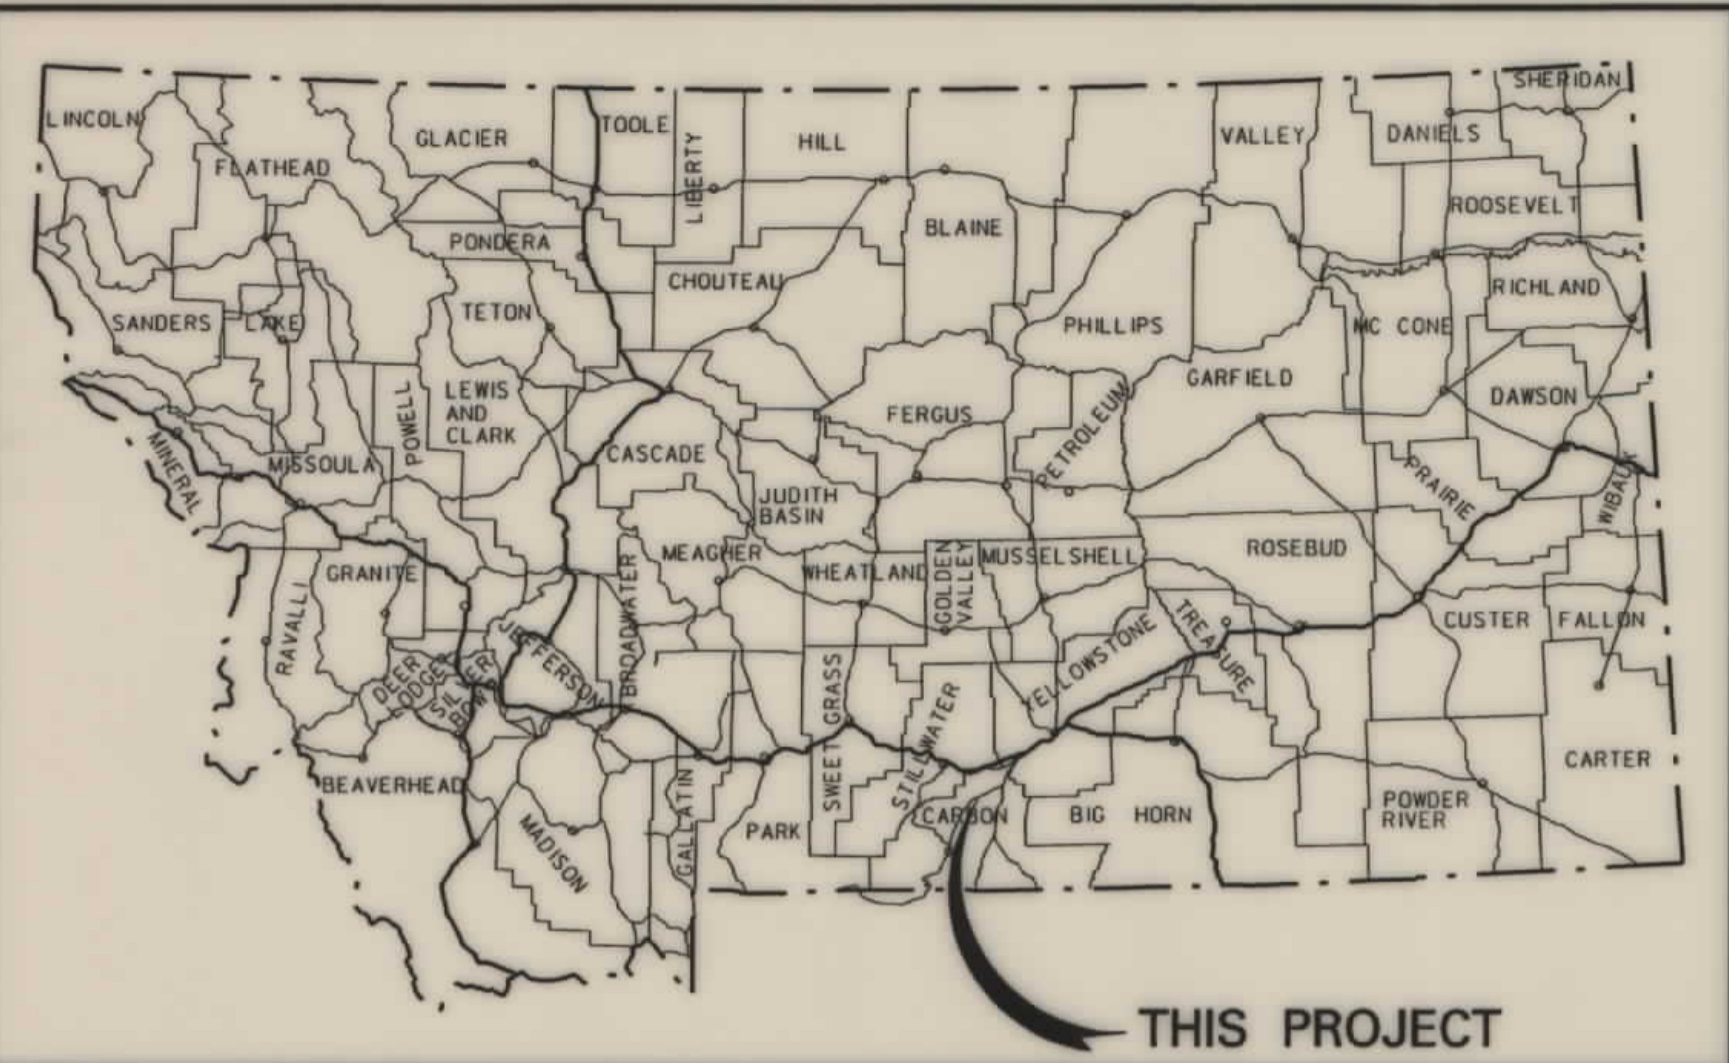 SHERIDAN
LINCOLN
TOOLE
GLACIER
HILL
VALLEY
DANIELS
FLATHEAD
LIBERTY
ROOSEVELT
BLAINE
PONDERA
CHOUTEAU
RICHLAND
SANDERS
LAKE
TETON
PHILLIPS
MC CONE
GARFIELD
LEWIS
AND
CLARK
POWELL
FERGUS
PETROLEUM
DAWSON
MINERAL
MISSOULA
CASCADE
JUDITH
BASIN
PRAIRIE
WIBAUX
GRANITE
MEAGHER
WHEATLAND
GOLDEN
VALLEY
MUSSELSHELL
ROSEBUD
RAVALLI
BROADWATER
TREASURE
CUSTER
FALLON
JEFFERSON
DEER
LODGE
SILVER
BOW
YELLOWSTONE
SWEET GRASS
STILLWATER
BEAVERHEAD
CARTER
MADISON
GALLATIN
PARK
CARBON
BIG HORN
POWDER
RIVER
THIS PROJECT